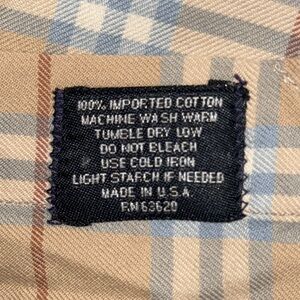 100% IMPORTED COTTON
MACHINE WASH WARM
TUMBLE DRY LOW
DO NOT BLEACH
USE COLD IRON
LIGHT STARCH IF NEEDED
MADE IN U.S.A.
RN 63620